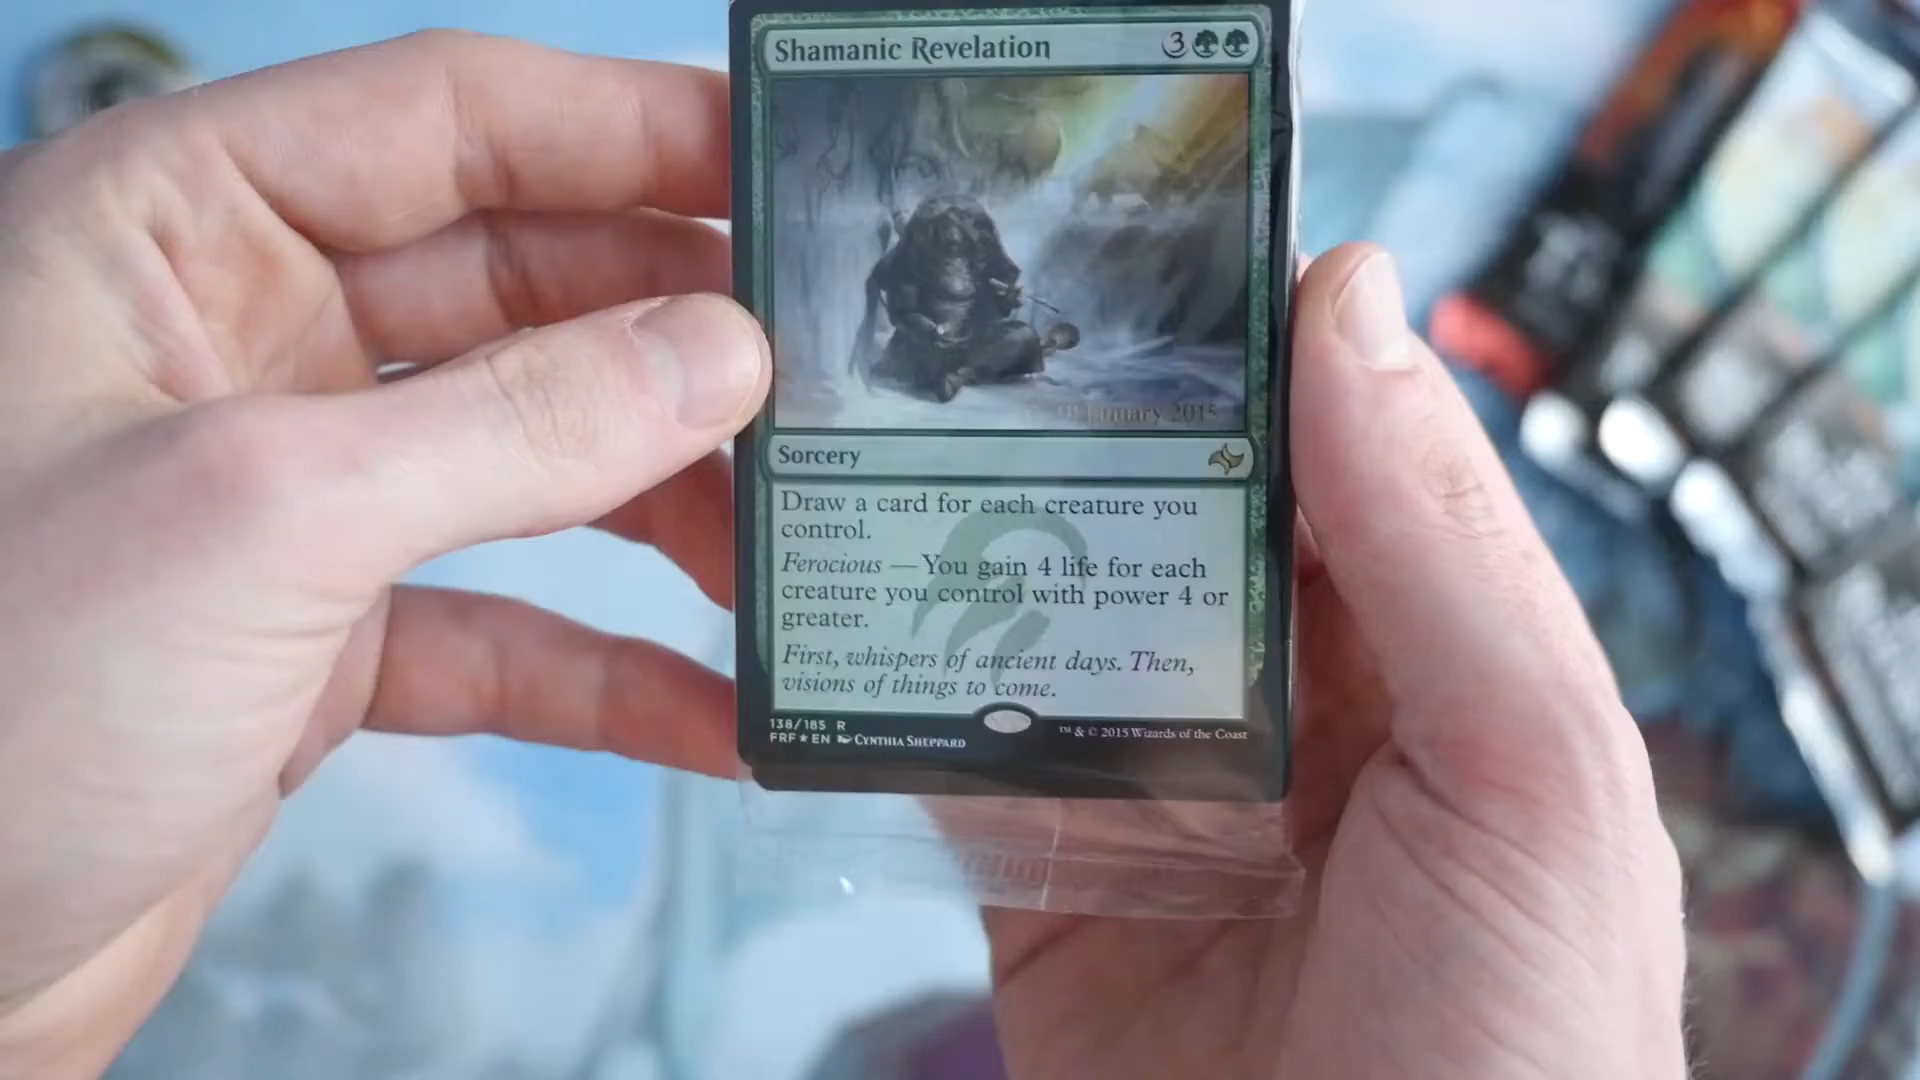 Shamanic Revelation 3
January 2015
Sorcery
Draw a card for each creature you
control.
Ferocious — You gain 4 life for each
creature you control with power 4 or
greater.
First, whispers of ancient days. Then,
visions of things to come.
138/185 R
FRF★EN CYNTHIA SHEPPARD
™ & © 2015 Wizards of the Coast